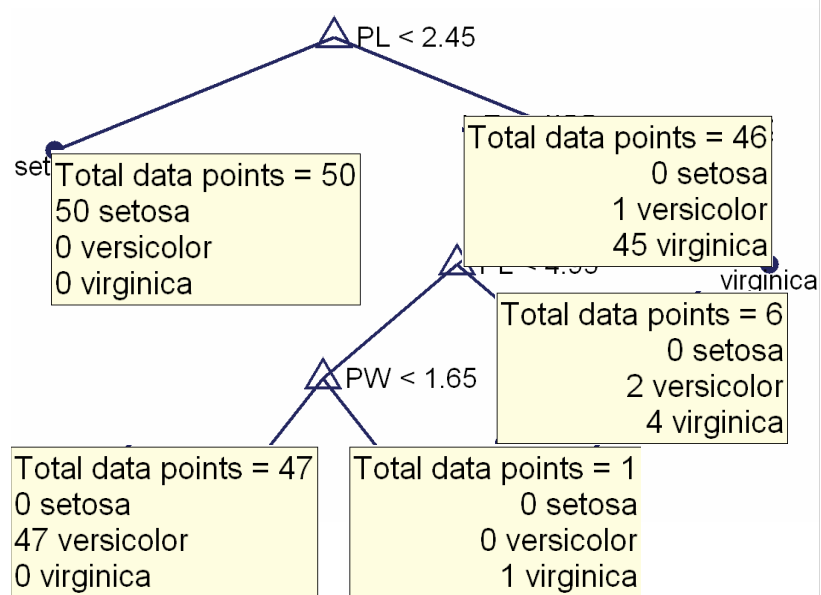 PL < 2.45
Total data points = 46
0 setosa
1 versicolor
45 virginica
set
Total data points = 50
50 setosa
0 versicolor
0 virginica
virginica
Total data points = 6
0 setosa
2 versicolor
4 virginica
PW < 1.65
Total data points = 47
0 setosa
47 versicolor
0 virginica
Total data points = 1
0 setosa
0 versicolor
1 virginica